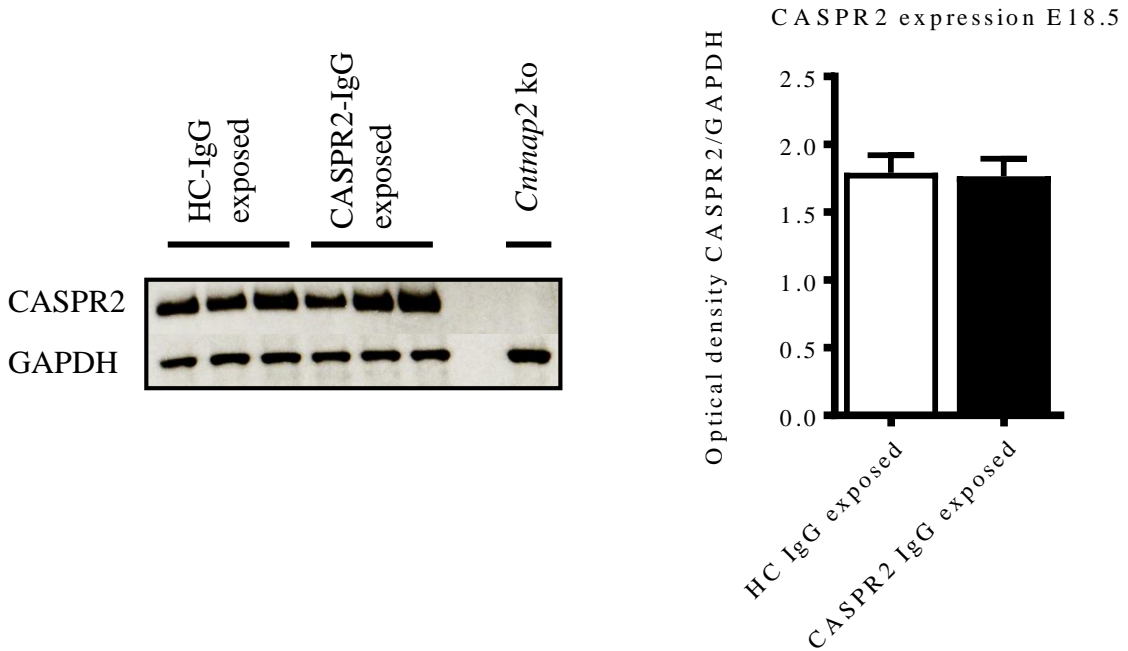 HC-IgG
exposed
CASPR2-IgG
exposed
Cntnap2 ko
CASPR2
GAPDH
CASPR2 expression E18.5
Optical density CASPR2/GAPDH
2.5
2.0
1.5
1.0
0.5
0.0
HC IgG exposed
CASPR2 IgG exposed